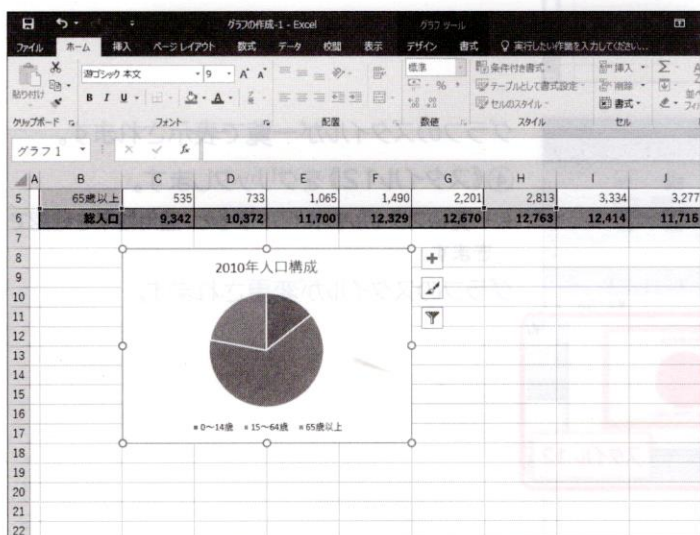 グラフの作成-1 - Excel グラフ ツール
ファイル ホーム 挿入 ページ レイアウト 数式 データ 校閲 表示 デザイン 書式 実行したい作業を入力してください...
貼り付け 游ゴシック 本文 9 A A 標準 条件付き書式 挿入 Σ
B I U A % テーブルとして書式設定 削除
セルのスタイル 書式
クリップボード フォント 配置 数値 スタイル セル
グラフ 1 fx
A B C D E F G H I J
5 65歳以上 535 733 1,065 1,490 2,201 2,813 3,334 3,277
6 総人口 9,342 10,372 11,700 12,329 12,670 12,763 12,414 11,715
7
8
2010年人口構成
9
10
11
12
13
14
15
16
0～14歳 15～64歳 65歳以上
17
18
19
20
21
22